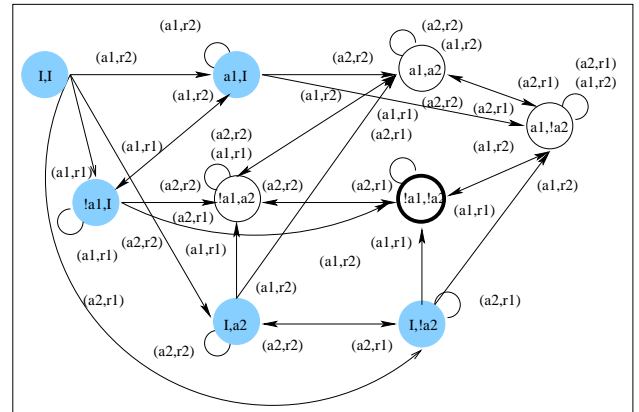 (a1,r2)
(a2,r2)
(a1,r2)
(a1,r2)
(a2,r2)
(a2,r1)
(a1,r2)
I,I
a1,I
a1,a2
(a2,r1)
(a1,r2)
(a1,r2)
(a2,r2)
(a2,r1)
(a1,r1)
(a2,r1)
a1,!a2
(a2,r2)
(a1,r1)
(a1,r1)
(a1,r2)
(a1,r1)
(a2,r2)
(a2,r2)
(a2,r1)
!a1,I
!a1,a2
!a1,!a2
(a1,r2)
(a2,r1)
(a1,r1)
(a2,r2)
(a1,r1)
(a1,r1)
(a1,r1)
(a1,r2)
(a1,r2)
(a2,r1)
(a2,r1)
I,a2
I,!a2
(a2,r2)
(a2,r2)
(a2,r1)